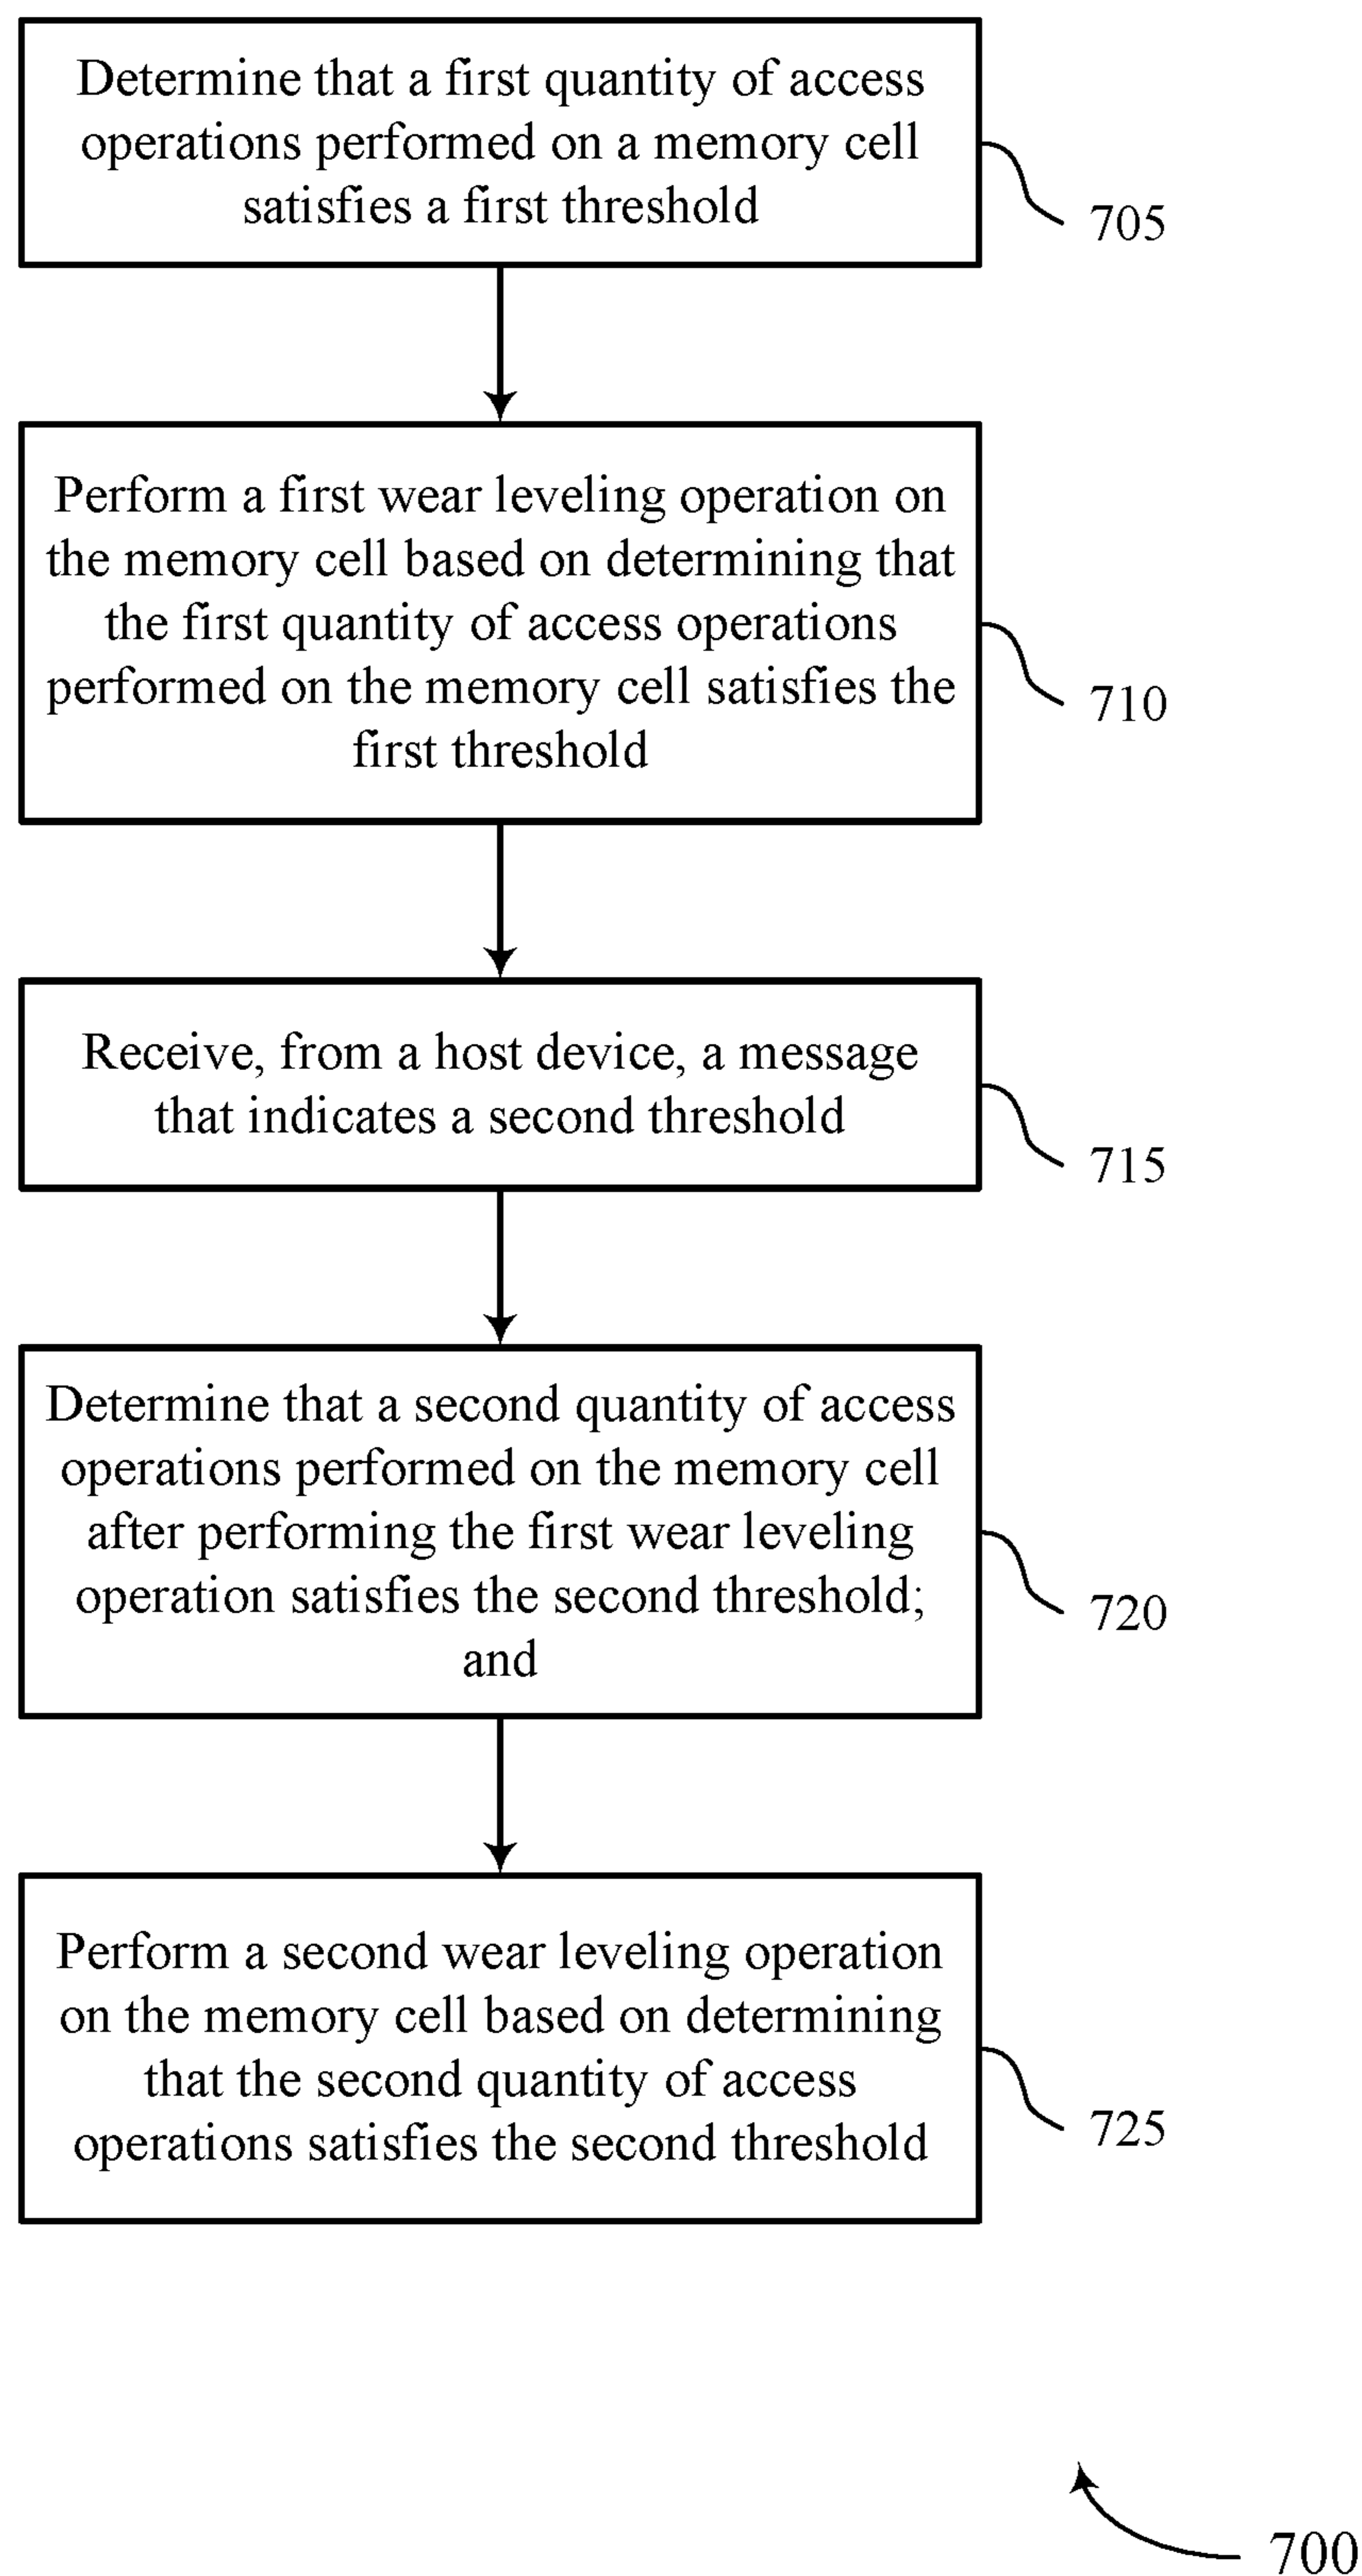 Determine that a first quantity of access
operations performed on a memory cell
satisfies a first threshold
705
Perform a first wear leveling operation on
the memory cell based on determining that
the first quantity of access operations
performed on the memory cell satisfies the
first threshold
710
Receive, from a host device, a message
that indicates a second threshold
715
Determine that a second quantity of access
operations performed on the memory cell
after performing the first wear leveling
operation satisfies the second threshold;
and
720
Perform a second wear leveling operation
on the memory cell based on determining
that the second quantity of access
operations satisfies the second threshold
725
700